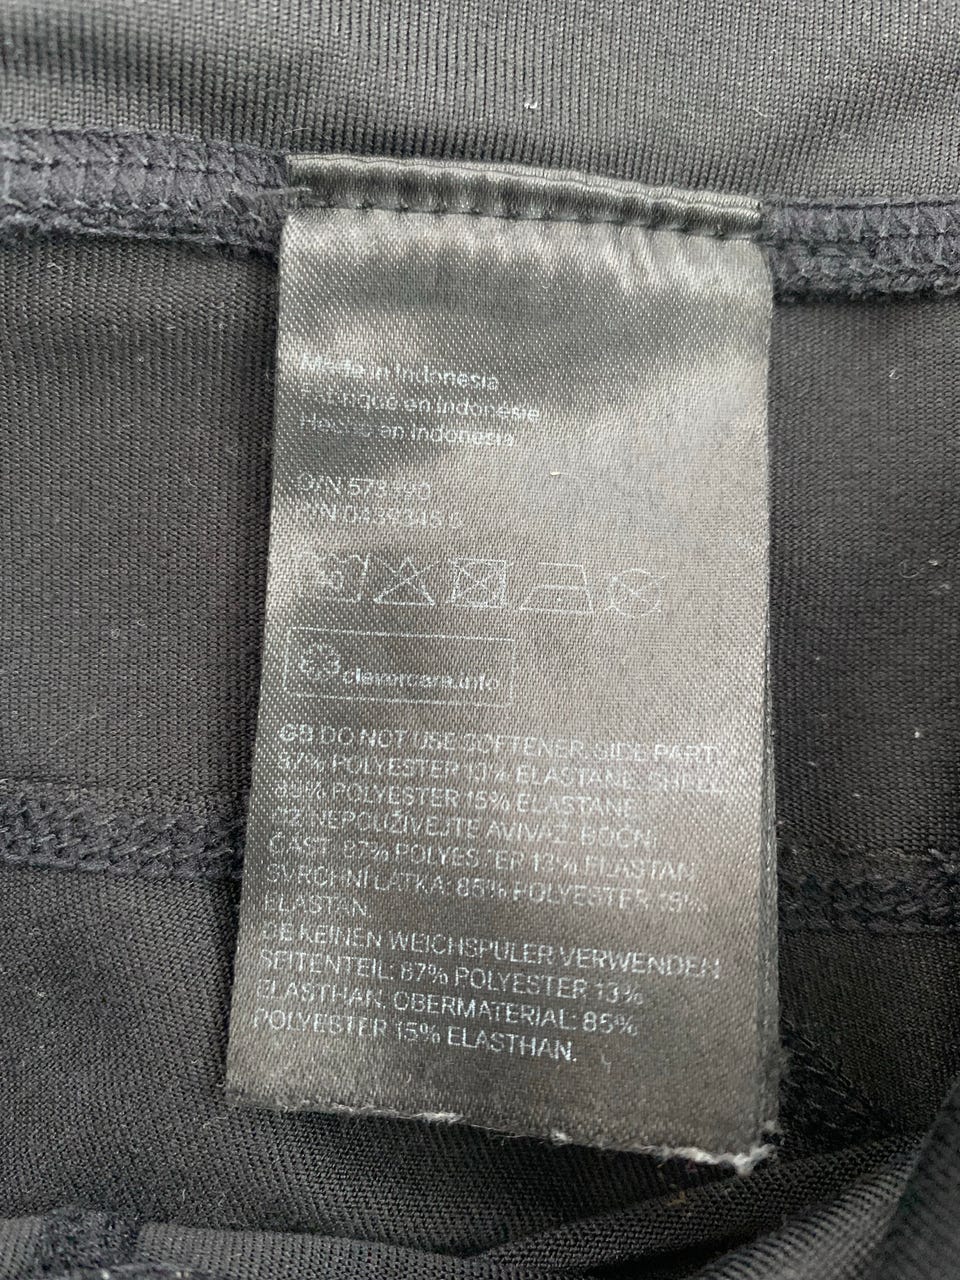 Made in Indonesia
Fabriqué en Indonésie
Hecho en Indonesia
O/N
P/N
clevercare.info
GB DO NOT USE SOFTENER. SIDE PART:
87% POLYESTER 13% ELASTANE. SHELL:
85% POLYESTER 15% ELASTANE.
CZ NEPOUŽÍVEJTE AVIVÁŽ. BOČNÍ
ČÁST: 87% POLYESTER 13% ELASTAN.
SVRCHNÍ LÁTKA: 85% POLYESTER 15%
ELASTAN.
DE KEINEN WEICHSPÜLER VERWENDEN.
SEITENTEIL: 87% POLYESTER 13%
ELASTHAN. OBERMATERIAL: 85%
POLYESTER 15% ELASTHAN.